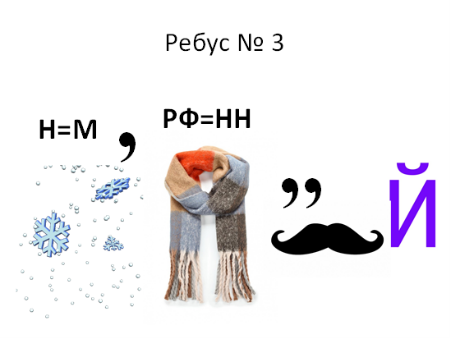 Ребус № 3
Н=М , РФ=НН
,, Й